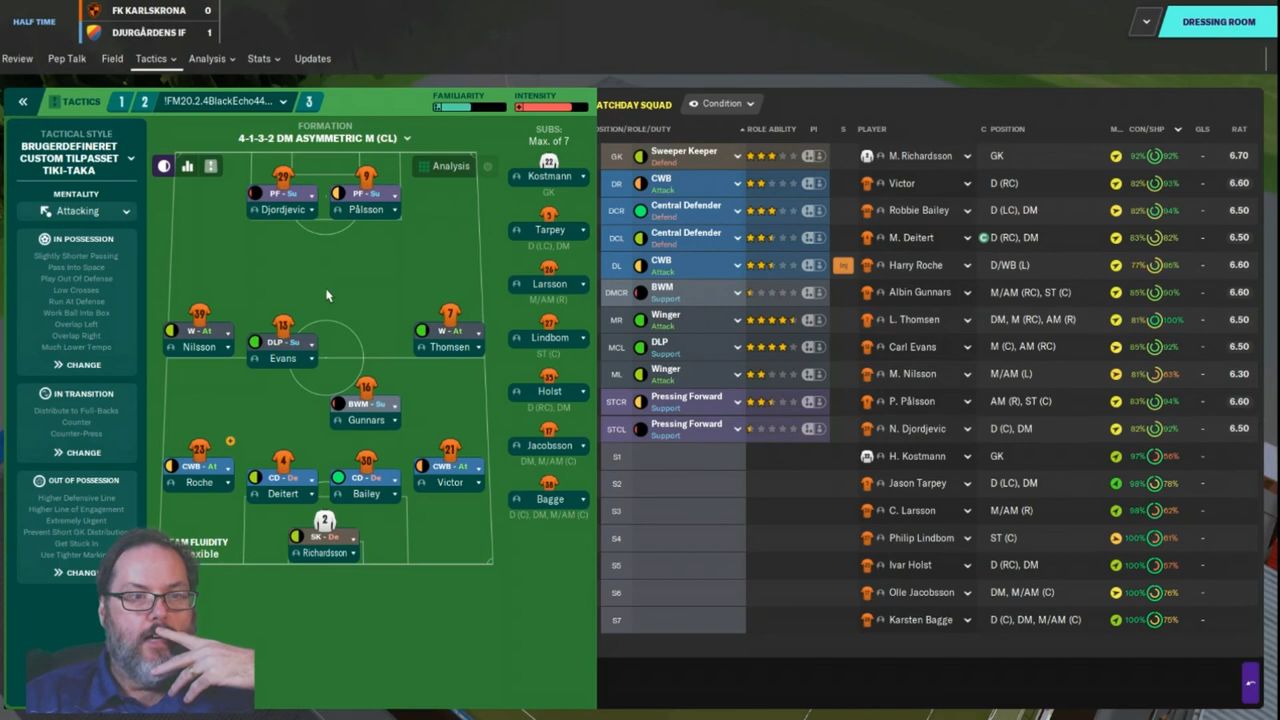 HALF TIME
FK KARLSKRONA 0
DJURGÅRDENS IF 1
DRESSING ROOM
Review Pep Talk Field Tactics Analysis Stats Updates
TACTICS 1 2 !FM20.2.4BlackEcho44... 3
FAMILIARITY
INTENSITY
TACTICAL STYLE
BRUGERDEFINERET
CUSTOM TILPASSET
TIKI-TAKA
MENTALITY
Attacking
IN POSSESSION
Slightly Shorter Passing
Pass Into Space
Play Out Of Defense
Low Crosses
Run At Defense
Work Ball Into Box
Overlap Left
Overlap Right
Much Lower Tempo
CHANGE
IN TRANSITION
Distribute to Full-Backs
Counter
Counter-Press
CHANGE
OUT OF POSSESSION
Higher Defensive Line
Higher Line of Engagement
Extremely Urgent
Prevent Short GK Distribution
Get Stuck In
Use Tighter Marking
FORMATION
4-1-3-2 DM ASYMMETRIC M (CL)
Analysis
29
PF - Su
Djordjevic
9
PF - Su
Pålsson
39
W - At
Nilsson
13
DLP - Su
Evans
7
W - At
Thomsen
16
BWM - Su
Gunnars
23
CWB - At
Roche
4
CD - De
Deitert
30
CD - De
Bailey
21
CWB - At
Victor
2
SK - De
Richardsson
SUBS:
Max. of 7
22
Kostmann
GK
Tarpey
D (LC), DM
26
Larsson
M/AM (R)
27
Lindbom
ST (C)
35
Holst
D (RC), DM
17
Jacobsson
DM, M/AM (C)
Bagge
D (C), DM, M/AM (C)
ATCHDAY SQUAD Condition
OSITION/ROLE/DUTY ROLE ABILITY PI S PLAYER C POSITION M... CON/SHP GLS RAT
GK Sweeper Keeper Defend M. Richardsson GK 92% 92% - 6.70
DR CWB Attack Victor D (RC) 82% 93% - 6.60
DCR Central Defender Defend Robbie Bailey D (LC), DM 82% 94% - 6.50
DCL Central Defender Defend M. Deitert C D (RC), DM 83% 82% - 6.50
DL CWB Attack Inj Harry Roche D/WB (L) 77% 86% - 6.60
DMCR BWM Support Albin Gunnars M/AM (RC), ST (C) 85% 90% - 6.60
MR Winger Attack L. Thomsen DM, M (RC), AM (R) 81% 100% - 6.50
MCL DLP Support Carl Evans M (C), AM (RC) 85% 92% - 6.60
ML Winger Attack M. Nilsson M/AM (L) 81% 63% - 6.30
STCR Pressing Forward Support P. Pålsson AM (R), ST (C) 83% 94% - 6.60
STCL Pressing Forward Support N. Djordjevic D (C), DM 82% 92% - 6.50
S1 H. Kostmann GK 97% 56% - -
S2 Jason Tarpey D (LC), DM 98% 78% - -
S3 C. Larsson M/AM (R) 98% 62% - -
S4 Philip Lindbom ST (C) 100% 61% - -
S5 Ivar Holst D (RC), DM 100% 57% - -
S6 Olle Jacobsson DM, M/AM (C) 100% 76% - -
S7 Karsten Bagge D (C), DM, M/AM (C) 100% 75% - -